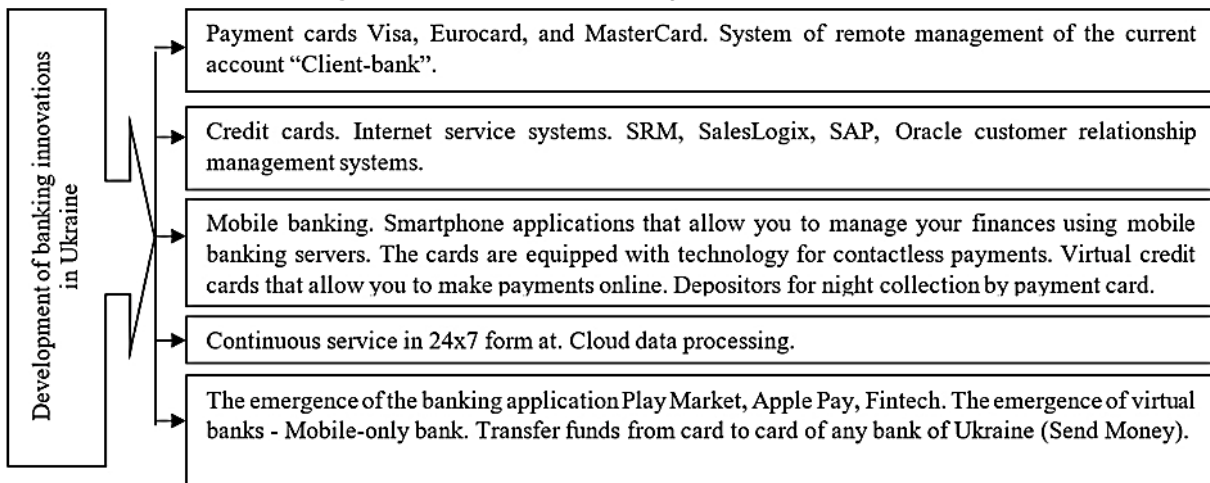 Development of banking innovations
in Ukraine
Payment cards Visa, Eurocard, and MasterCard. System of remote management of the current
account “Client-bank”.
Credit cards. Internet service systems. SRM, SalesLogix, SAP, Oracle customer relationship
management systems.
Mobile banking. Smartphone applications that allow you to manage your finances using mobile
banking servers. The cards are equipped with technology for contactless payments. Virtual credit
cards that allow you to make payments online. Depositors for night collection by payment card.
Continuous service in 24x7 form at. Cloud data processing.
The emergence of the banking application Play Market, Apple Pay, Fintech. The emergence of virtual
banks - Mobile-only bank. Transfer funds from card to card of any bank of Ukraine (Send Money).